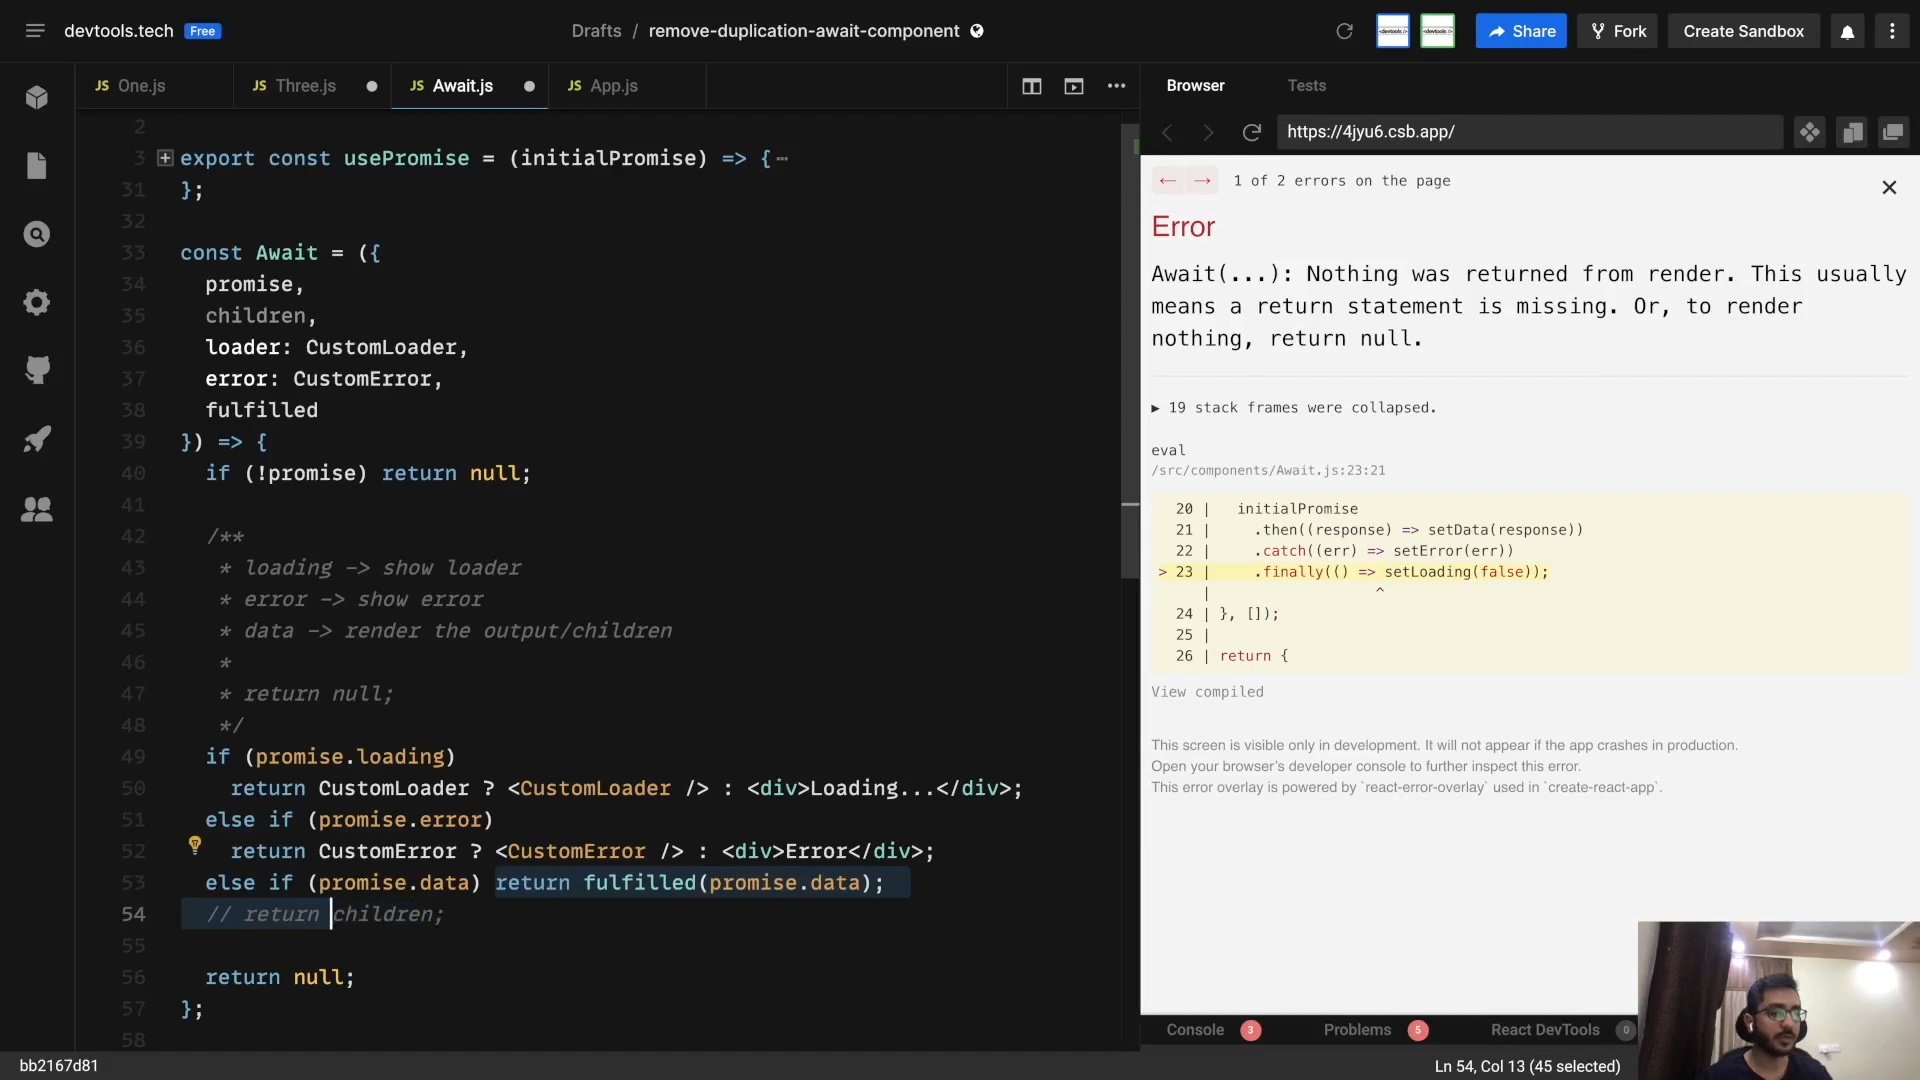 devtools.tech Free
Drafts / remove-duplication-await-component
Share
Fork
Create Sandbox
JS One.js
JS Three.js
JS Await.js
JS App.js
Browser
Tests
https://4jyu6.csb.app/
2
3 export const usePromise = (initialPromise) => {
31 };
32
33 const Await = ({
34 promise,
35 children,
36 loader: CustomLoader,
37 error: CustomError,
38 fulfilled
39 }) => {
40 if (!promise) return null;
41
42 /**
43 * loading -> show loader
44 * error -> show error
45 * data -> render the output/children
46 *
47 * return null;
48 */
49 if (promise.loading)
50 return CustomLoader ? <CustomLoader /> : <div>Loading...</div>;
51 else if (promise.error)
52 return CustomError ? <CustomError /> : <div>Error</div>;
53 else if (promise.data) return fulfilled(promise.data);
54 // return children;
55
56 return null;
57 };
58
1 of 2 errors on the page
Error
Await(...): Nothing was returned from render. This usually
means a return statement is missing. Or, to render
nothing, return null.
▶ 19 stack frames were collapsed.
eval
/src/components/Await.js:23:21
20 | initialPromise
21 | .then((response) => setData(response))
22 | .catch((err) => setError(err))
> 23 | .finally(() => setLoading(false));
| ^
24 | }, []);
25 |
26 | return {
View compiled
This screen is visible only in development. It will not appear if the app crashes in production.
Open your browser's developer console to further inspect this error.
This error overlay is powered by `react-error-overlay` used in `create-react-app`.
Console 3
Problems 5
React DevTools 0
bb2167d81
Ln 54, Col 13 (45 selected)